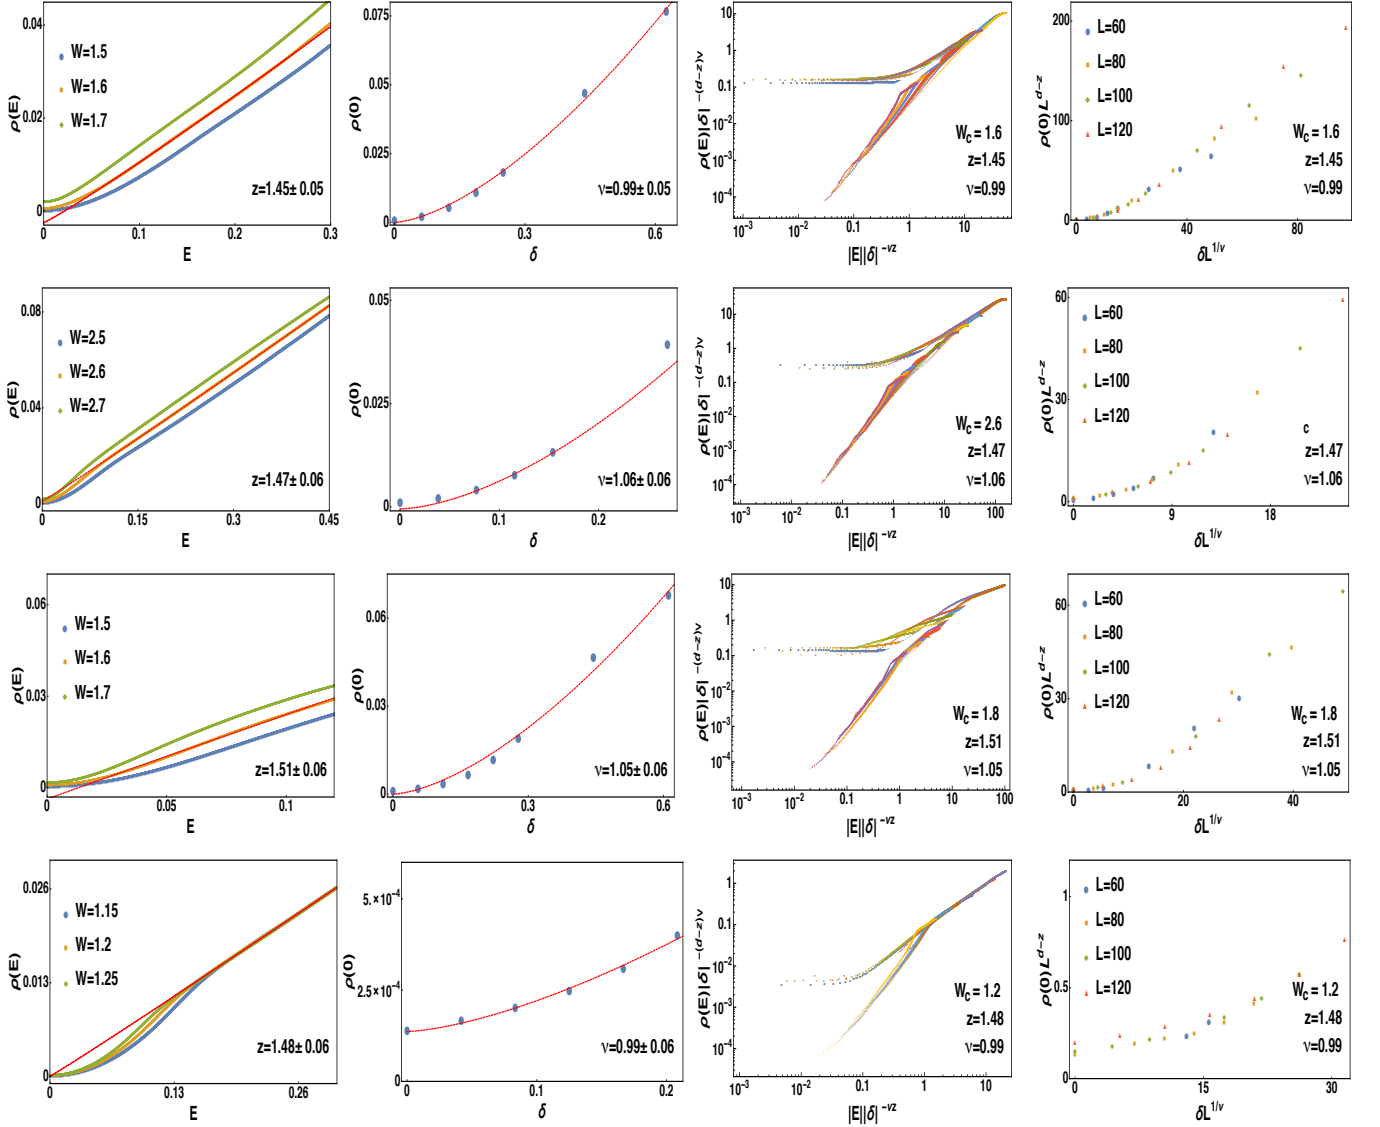 0.04
0.02
0
ρ(E)
W=1.5
W=1.6
W=1.7
z=1.45± 0.05
0
0.1
0.2
0.3
E
0.075
0.05
0.025
0
ρ(0)
ν=0.99± 0.05
0
0.3
0.6
δ
10
1
0.1
10⁻²
10⁻³
10⁻⁴
ρ(E)|δ|⁻⁽ᵈ⁻ᶻ⁾ᵛ
W_c = 1.6
z=1.45
ν=0.99
10⁻³
10⁻²
0.1
1
10
|E||δ|⁻ᵛᶻ
200
100
0
ρ(0)Lᵈ⁻ᶻ
L=60
L=80
L=100
L=120
W_c = 1.6
z=1.45
ν=0.99
0
40
80
δL¹ᐟᵛ
0.08
0.04
0
ρ(E)
W=2.5
W=2.6
W=2.7
z=1.47± 0.06
0
0.15
0.3
0.45
E
0.05
0.025
0
ρ(0)
ν=1.06± 0.06
0
0.1
0.2
δ
10
1
0.1
10⁻²
10⁻³
10⁻⁴
ρ(E)|δ|⁻⁽ᵈ⁻ᶻ⁾ᵛ
W_c = 2.6
z=1.47
ν=1.06
10⁻³
10⁻²
0.1
1
10
100
|E||δ|⁻ᵛᶻ
60
30
0
ρ(0)Lᵈ⁻ᶻ
L=60
L=80
L=100
L=120
c
z=1.47
ν=1.06
0
9
18
δL¹ᐟᵛ
0.06
0.03
0
ρ(E)
W=1.5
W=1.6
W=1.7
z=1.51± 0.06
0
0.05
0.1
E
0.06
0.03
0
ρ(0)
ν=1.05± 0.06
0
0.3
0.6
δ
10
1
0.1
10⁻²
10⁻³
10⁻⁴
ρ(E)|δ|⁻⁽ᵈ⁻ᶻ⁾ᵛ
W_c = 1.8
z=1.51
ν=1.05
10⁻³
10⁻²
0.1
1
10
100
|E||δ|⁻ᵛᶻ
60
30
0
ρ(0)Lᵈ⁻ᶻ
L=60
L=80
L=100
L=120
W_c = 1.8
z=1.51
ν=1.05
0
20
40
δL¹ᐟᵛ
0.026
0.013
0
ρ(E)
W=1.15
W=1.2
W=1.25
z=1.48± 0.06
0
0.13
0.26
E
5.×10⁻⁴
2.5×10⁻⁴
0
ρ(0)
ν=0.99± 0.06
0
0.1
0.2
δ
1
0.1
10⁻²
10⁻³
10⁻⁴
ρ(E)|δ|⁻⁽ᵈ⁻ᶻ⁾ᵛ
W_c = 1.2
z=1.48
ν=0.99
10⁻³
10⁻²
0.1
1
10
|E||δ|⁻ᵛᶻ
1
0.5
0
ρ(0)Lᵈ⁻ᶻ
L=60
L=80
L=100
L=120
W_c = 1.2
z=1.48
ν=0.99
0
15
30
δL¹ᐟᵛ